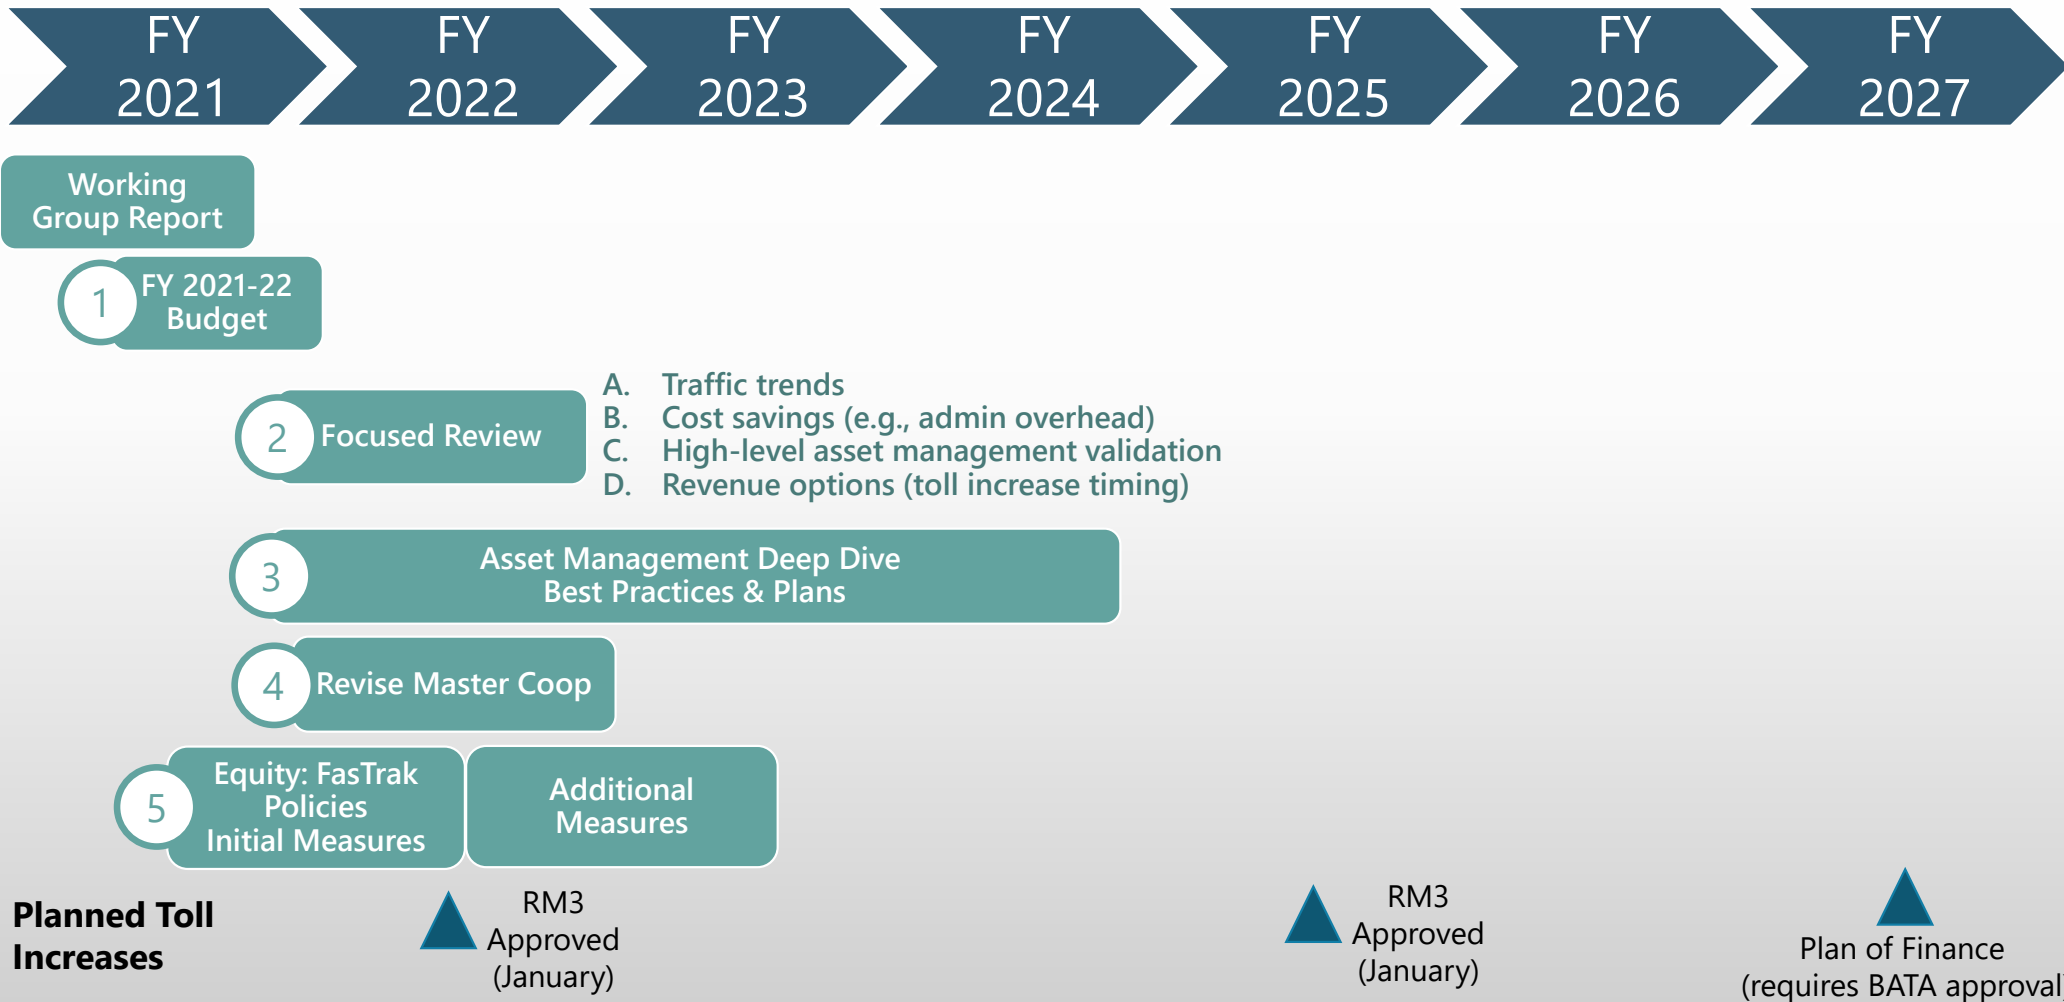 FY
2021
FY
2022
FY
2023
FY
2024
FY
2025
FY
2026
FY
2027
Working
Group Report
1
FY 2021-22
Budget
2
Focused Review
A. Traffic trends
B. Cost savings (e.g., admin overhead)
C. High-level asset management validation
D. Revenue options (toll increase timing)
3
Asset Management Deep Dive
Best Practices & Plans
4
Revise Master Coop
5
Equity: FasTrak
Policies
Initial Measures
Additional
Measures
Planned Toll
Increases
RM3
Approved
(January)
RM3
Approved
(January)
Plan of Finance
(requires BATA approval)